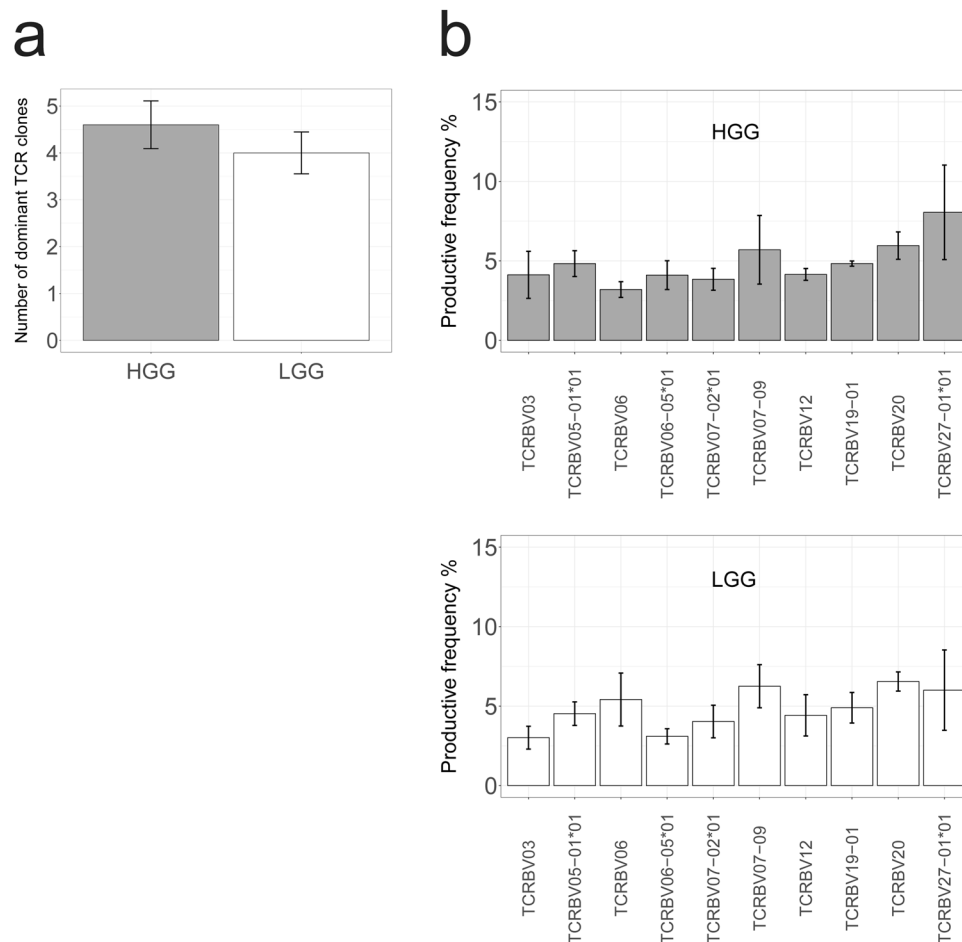 a
Number of dominant TCR clones
5
4
3
2
1
0
HGG
LGG
b
Productive frequency %
15
10
5
0
HGG
TCRBV03
TCRBV05-01*01
TCRBV06
TCRBV06-05*01
TCRBV07-02*01
TCRBV07-09
TCRBV12
TCRBV19-01
TCRBV20
TCRBV27-01*01
Productive frequency %
15
10
5
0
LGG
TCRBV03
TCRBV05-01*01
TCRBV06
TCRBV06-05*01
TCRBV07-02*01
TCRBV07-09
TCRBV12
TCRBV19-01
TCRBV20
TCRBV27-01*01